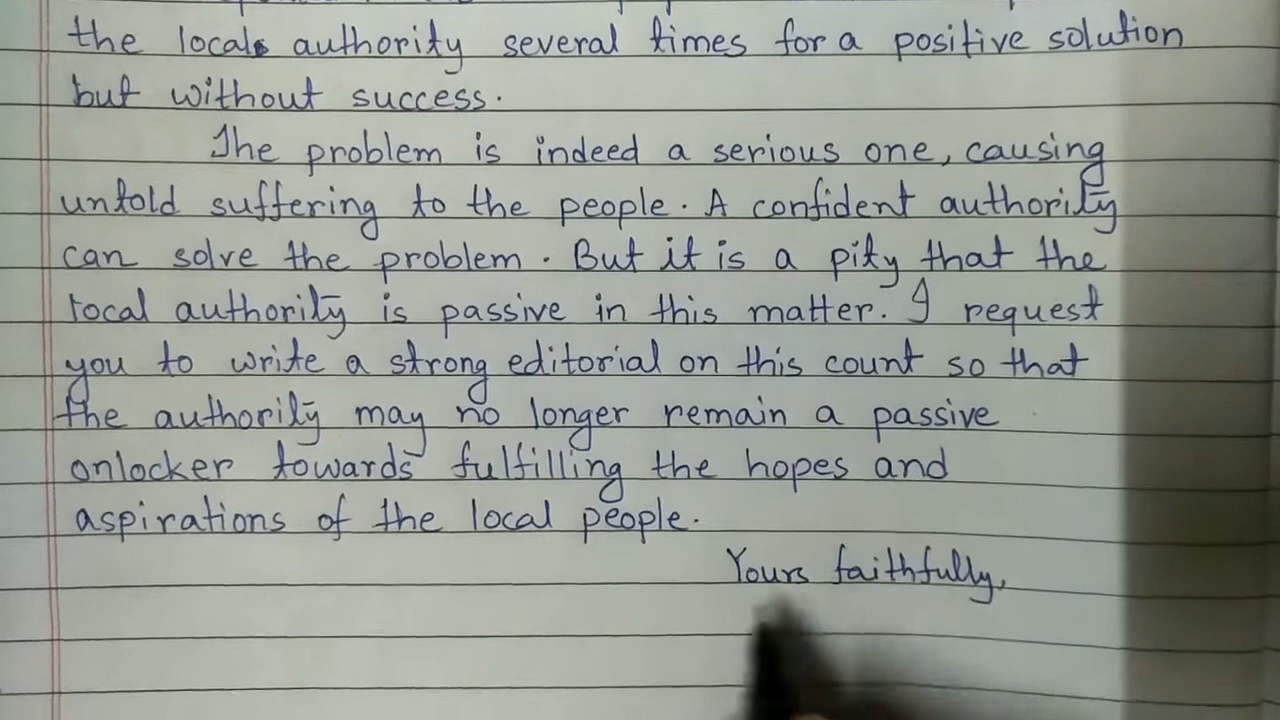 the local authority several times for a positive solution
but without success.
The problem is indeed a serious one, causing
untold suffering to the people. A confident authority
can solve the problem. But it is a pity that the
local authority is passive in this matter. I request
you to write a strong editorial on this count so that
the authority may no longer remain a passive
onlocker towards fulfilling the hopes and
aspirations of the local people.
Yours faithfully,